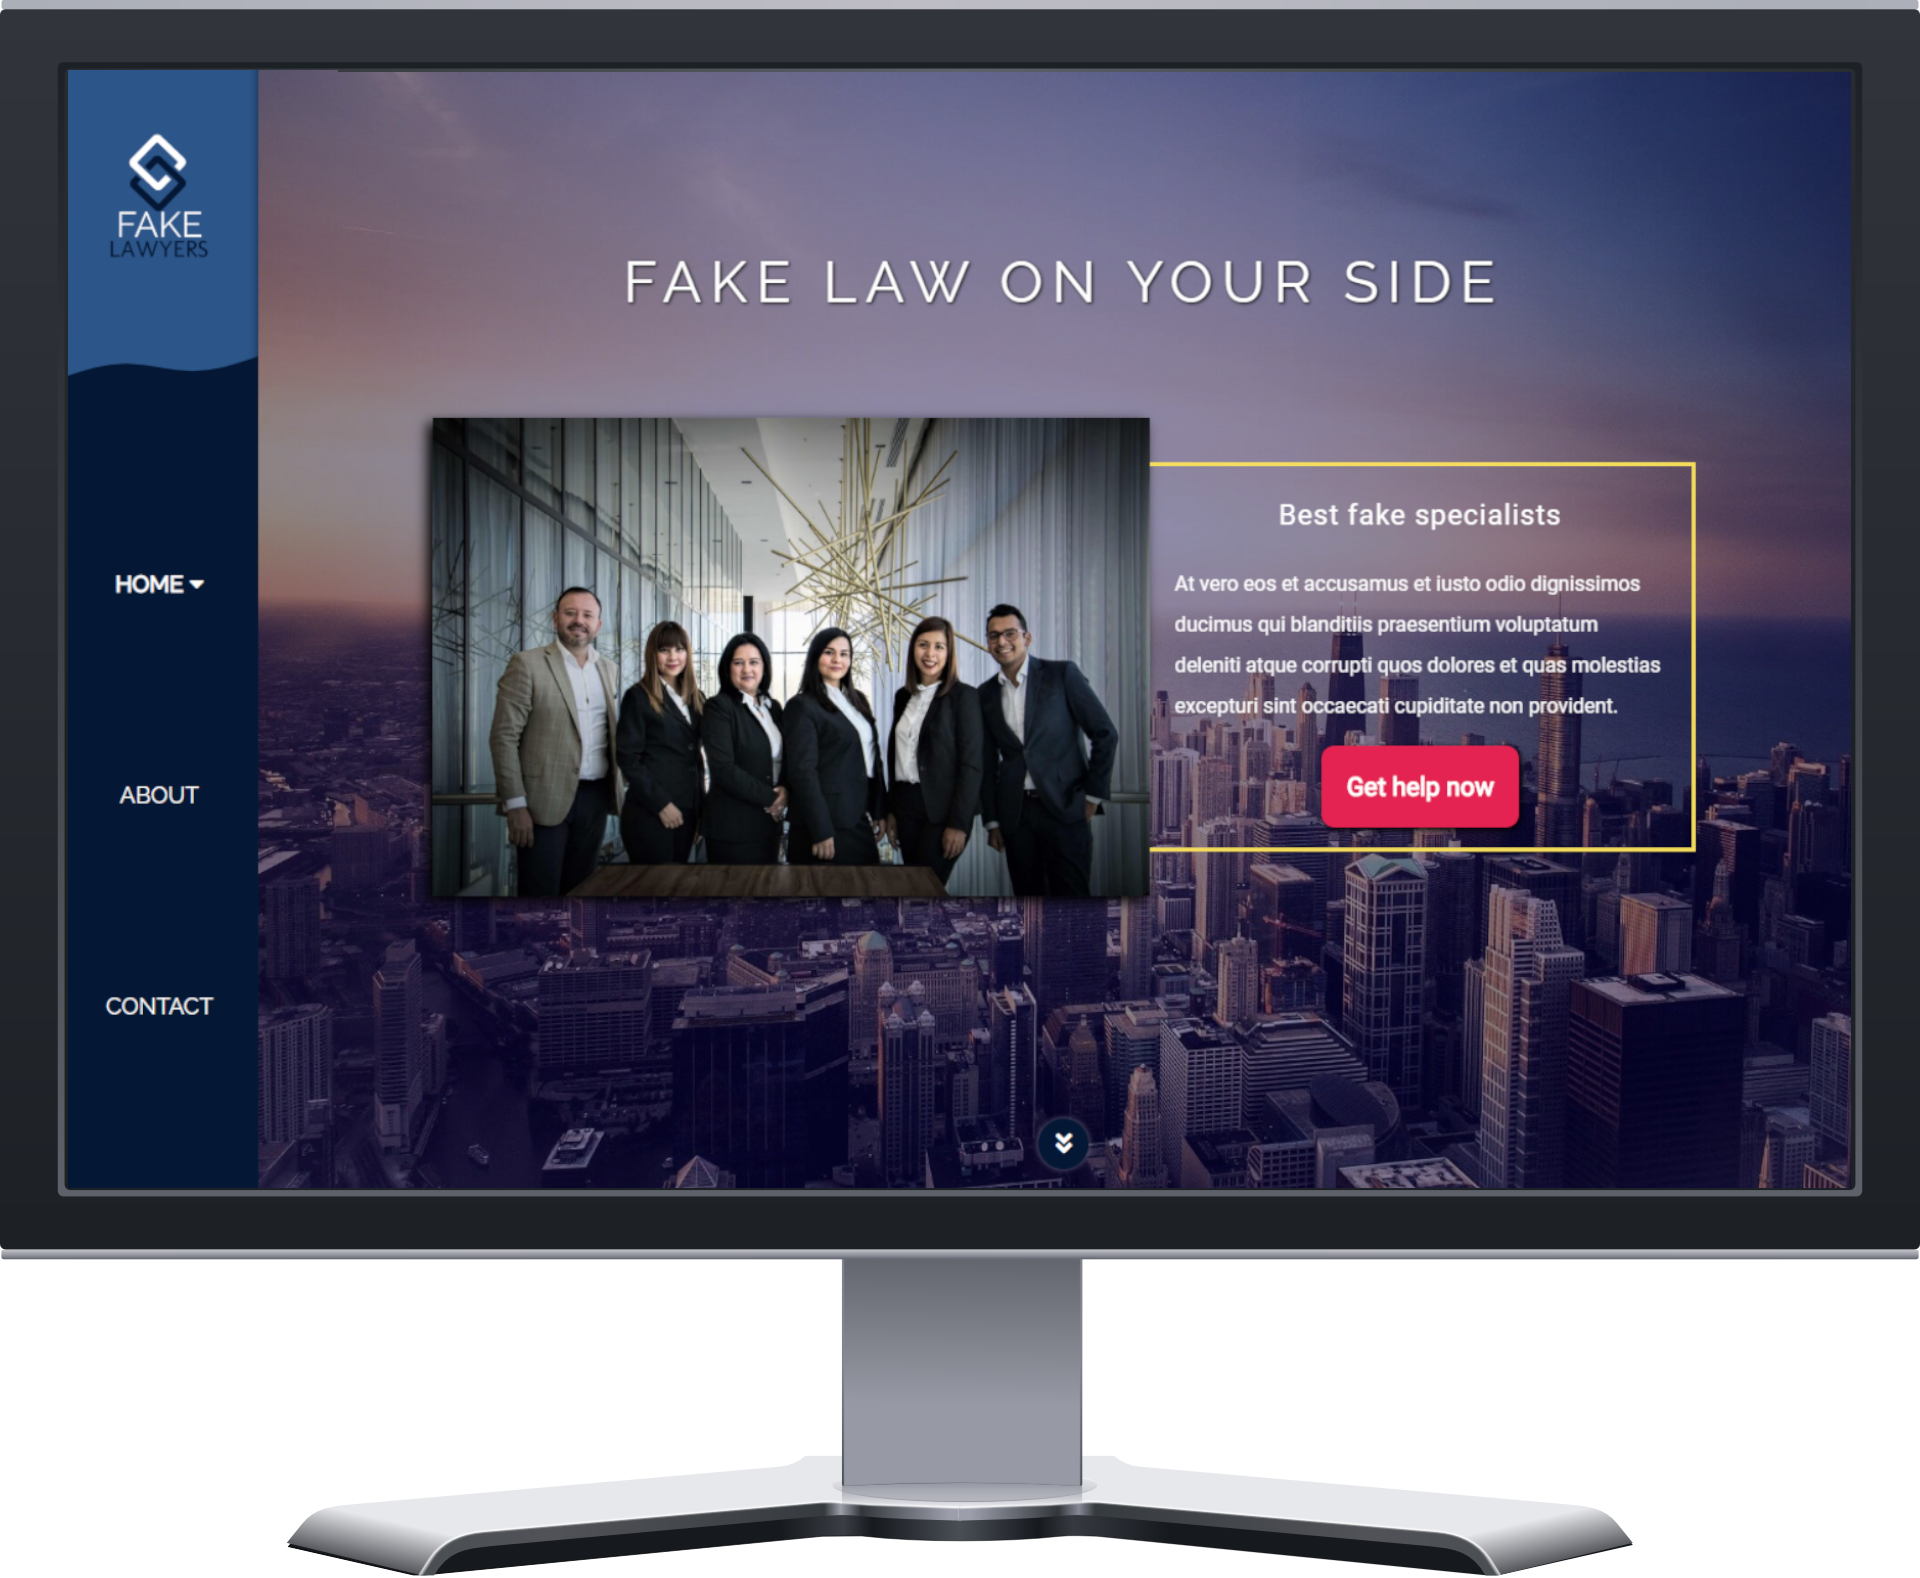 FAKE
LAWYERS
HOME
ABOUT
CONTACT
FAKE LAW ON YOUR SIDE
Best fake specialists
At vero eos et accusamus et iusto odio dignissimos
ducimus qui blanditiis praesentium voluptatum
deleniti atque corrupti quos dolores et quas molestias
excepturi sint occaecati cupiditate non provident.
Get help now